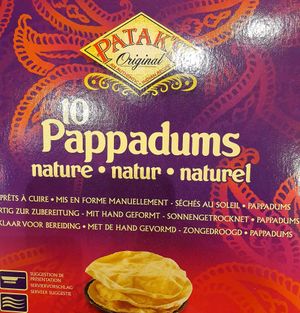 PATAK'S
Original
10
Pappadums
nature • natur • naturel
PRÊTS À CUIRE • MIS EN FORME MANUELLEMENT - SÉCHÉS AU SOLEIL • PAPPADUMS
ZUR ZUBEREITUNG - MIT HAND GEFORMT - SONNENGETROCKNET • PAPPADUMS
KLAAR VOOR BEREIDING • MET DE HAND GEVORMD - ZONGEDROOGD • PAPPADUMS
SUGGESTION DE
PRÉSENTATION
SERVIERVORSCHLAG
SERVEER SUGGESTIE